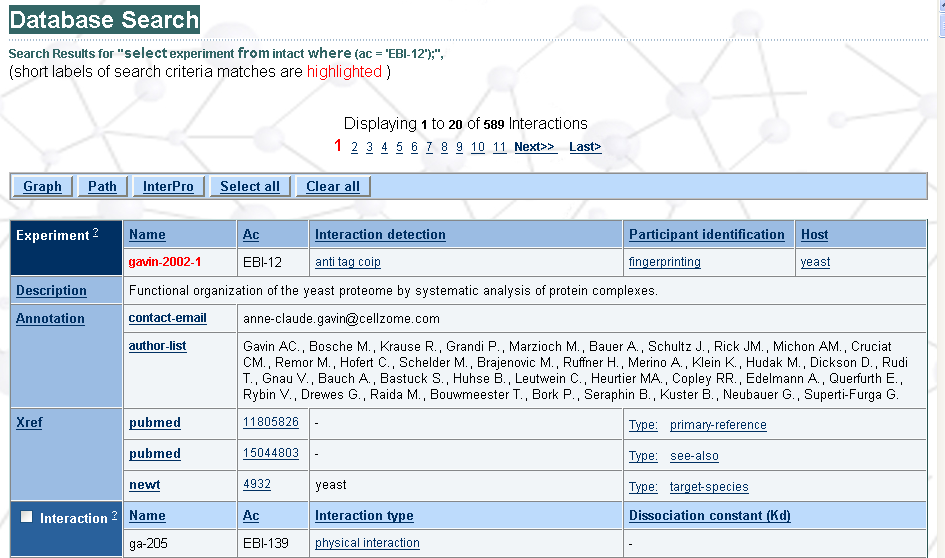 Database Search
Search Results for "select experiment from intact where (ac = 'EBI-12');",
(short labels of search criteria matches are highlighted )
Displaying 1 to 20 of 589 Interactions
1 2 3 4 5 6 7 8 9 10 11 Next>> Last>
Graph Path InterPro Select all Clear all
Experiment ? Name Ac Interaction detection Participant identification Host
gavin-2002-1 EBI-12 anti tag coip fingerprinting yeast
Description Functional organization of the yeast proteome by systematic analysis of protein complexes.
Annotation contact-email anne-claude.gavin@cellzome.com
author-list Gavin AC., Bosche M., Krause R., Grandi P., Marzioch M., Bauer A., Schultz J., Rick JM., Michon AM., Cruciat
CM., Remor M., Hofert C., Schelder M., Brajenovic M., Ruffner H., Merino A., Klein K., Hudak M., Dickson D., Rudi
T., Gnau V., Bauch A., Bastuck S., Huhse B., Leutwein C., Heurtier MA., Copley RR., Edelmann A., Querfurth E.,
Rybin V., Drewes G., Raida M., Bouwmeester T., Bork P., Seraphin B., Kuster B., Neubauer G., Superti-Furga G.
Xref pubmed 11805826 - Type: primary-reference
pubmed 15044803 - Type: see-also
newt 4932 yeast Type: target-species
Interaction ? Name Ac Interaction type Dissociation constant (Kd)
ga-205 EBI-139 physical interaction -